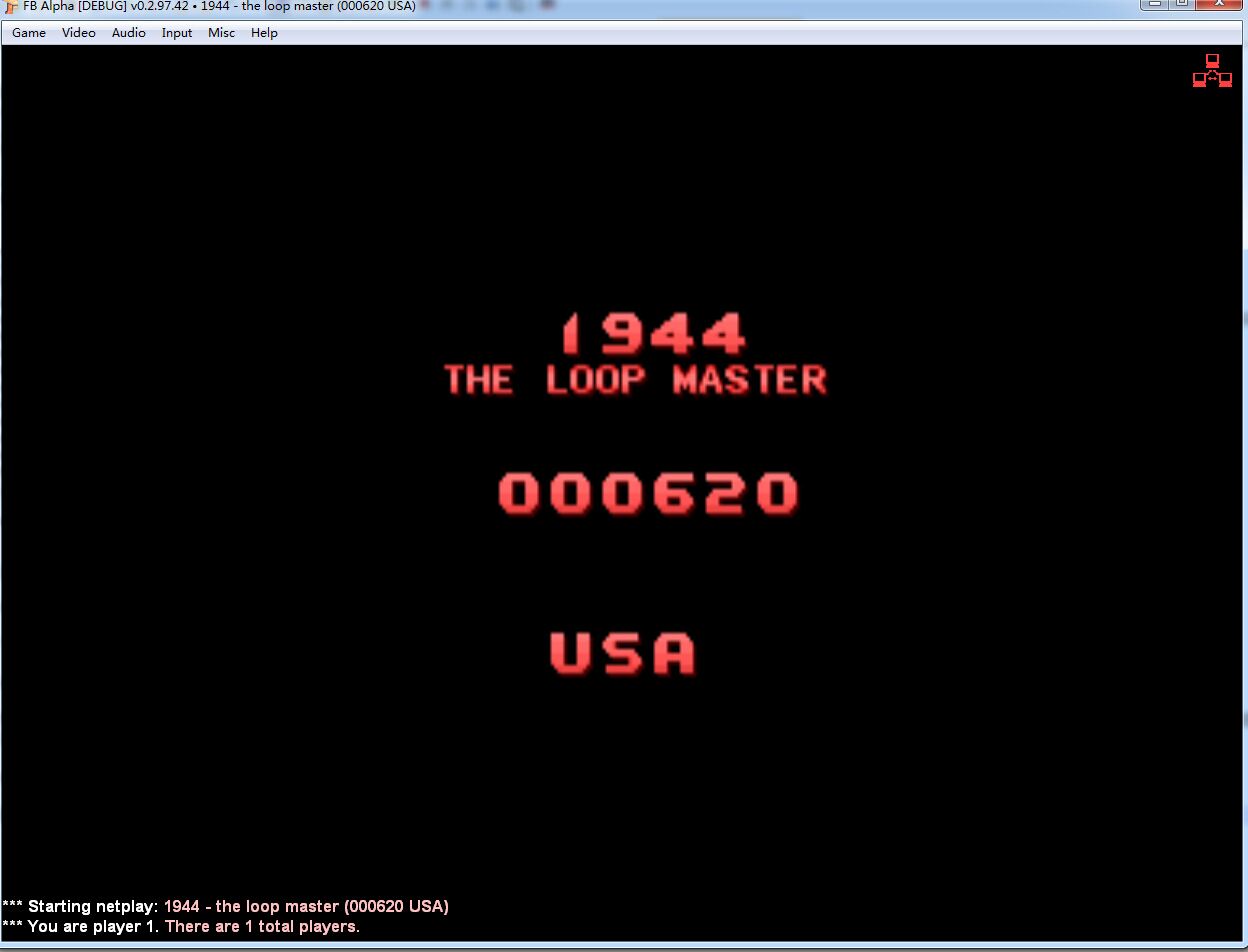 FB Alpha [DEBUG] v0.2.97.42 • 1944 - the loop master (000620 USA)
Game Video Audio Input Misc Help
1944
THE LOOP MASTER
000620
USA
*** Starting netplay: 1944 - the loop master (000620 USA)
*** You are player 1. There are 1 total players.